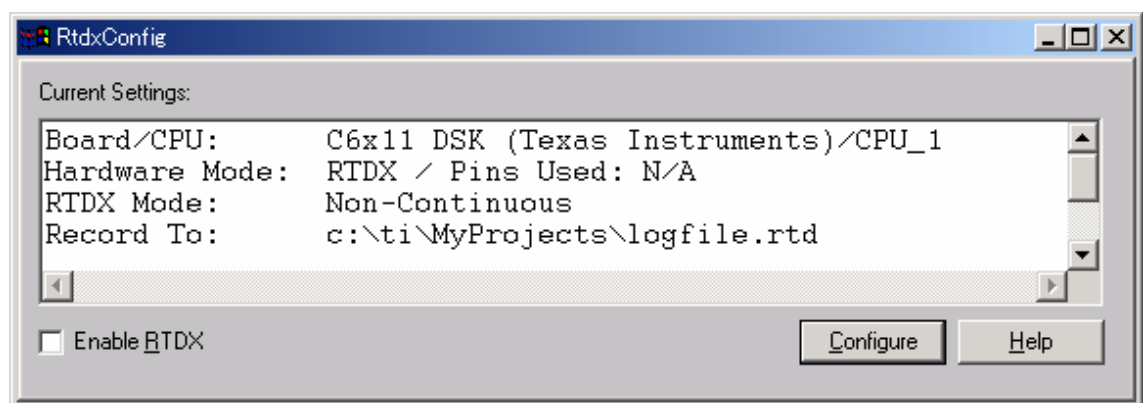 RtdxConfig
Current Settings:
Board/CPU: C6x11 DSK (Texas Instruments)/CPU_1
Hardware Mode: RTDX / Pins Used: N/A
RTDX Mode: Non-Continuous
Record To: c:\ti\MyProjects\logfile.rtd
Enable RTDX
Configure
Help